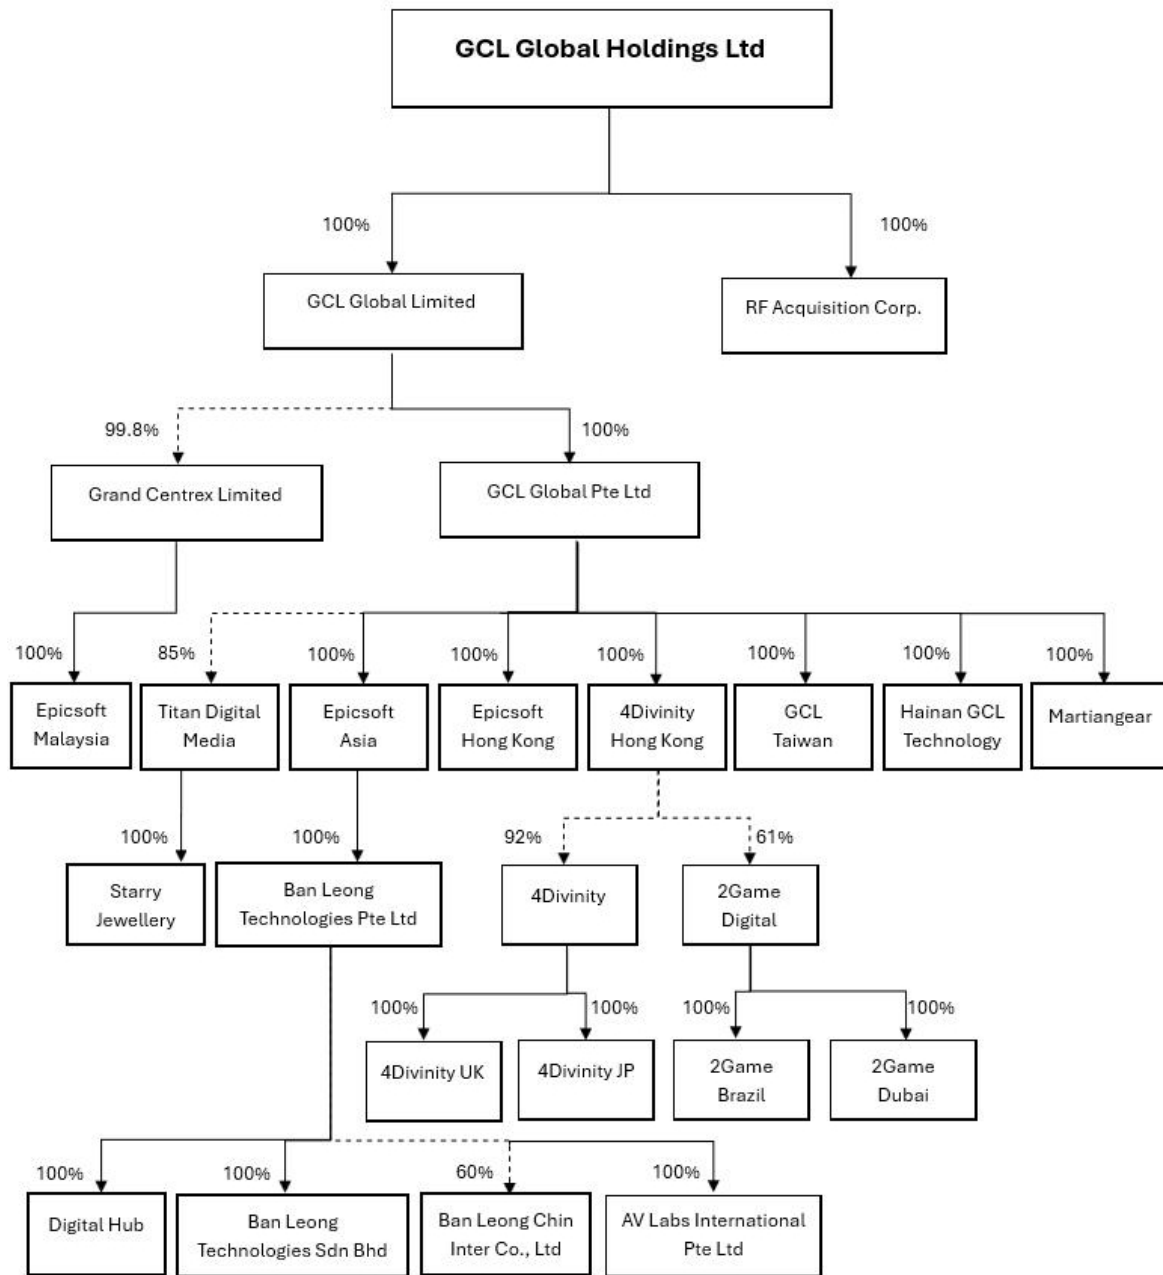 GCL Global Holdings Ltd
100%
100%
GCL Global Limited
RF Acquisition Corp.
99.8%
100%
Grand Centrex Limited
GCL Global Pte Ltd
100%
85%
100%
100%
100%
100%
100%
100%
Epicsoft
Malaysia
Titan Digital
Media
Epicsoft
Asia
Epicsoft
Hong Kong
4Divinity
Hong Kong
GCL
Taiwan
Hainan GCL
Technology
Martiangear
100%
100%
92%
61%
Starry
Jewellery
Ban Leong
Technologies Pte Ltd
4Divinity
2Game
Digital
100%
100%
100%
100%
4Divinity UK
4Divinity JP
2Game
Brazil
2Game
Dubai
100%
100%
60%
100%
Digital Hub
Ban Leong
Technologies Sdn Bhd
Ban Leong Chin
Inter Co., Ltd
AV Labs International
Pte Ltd